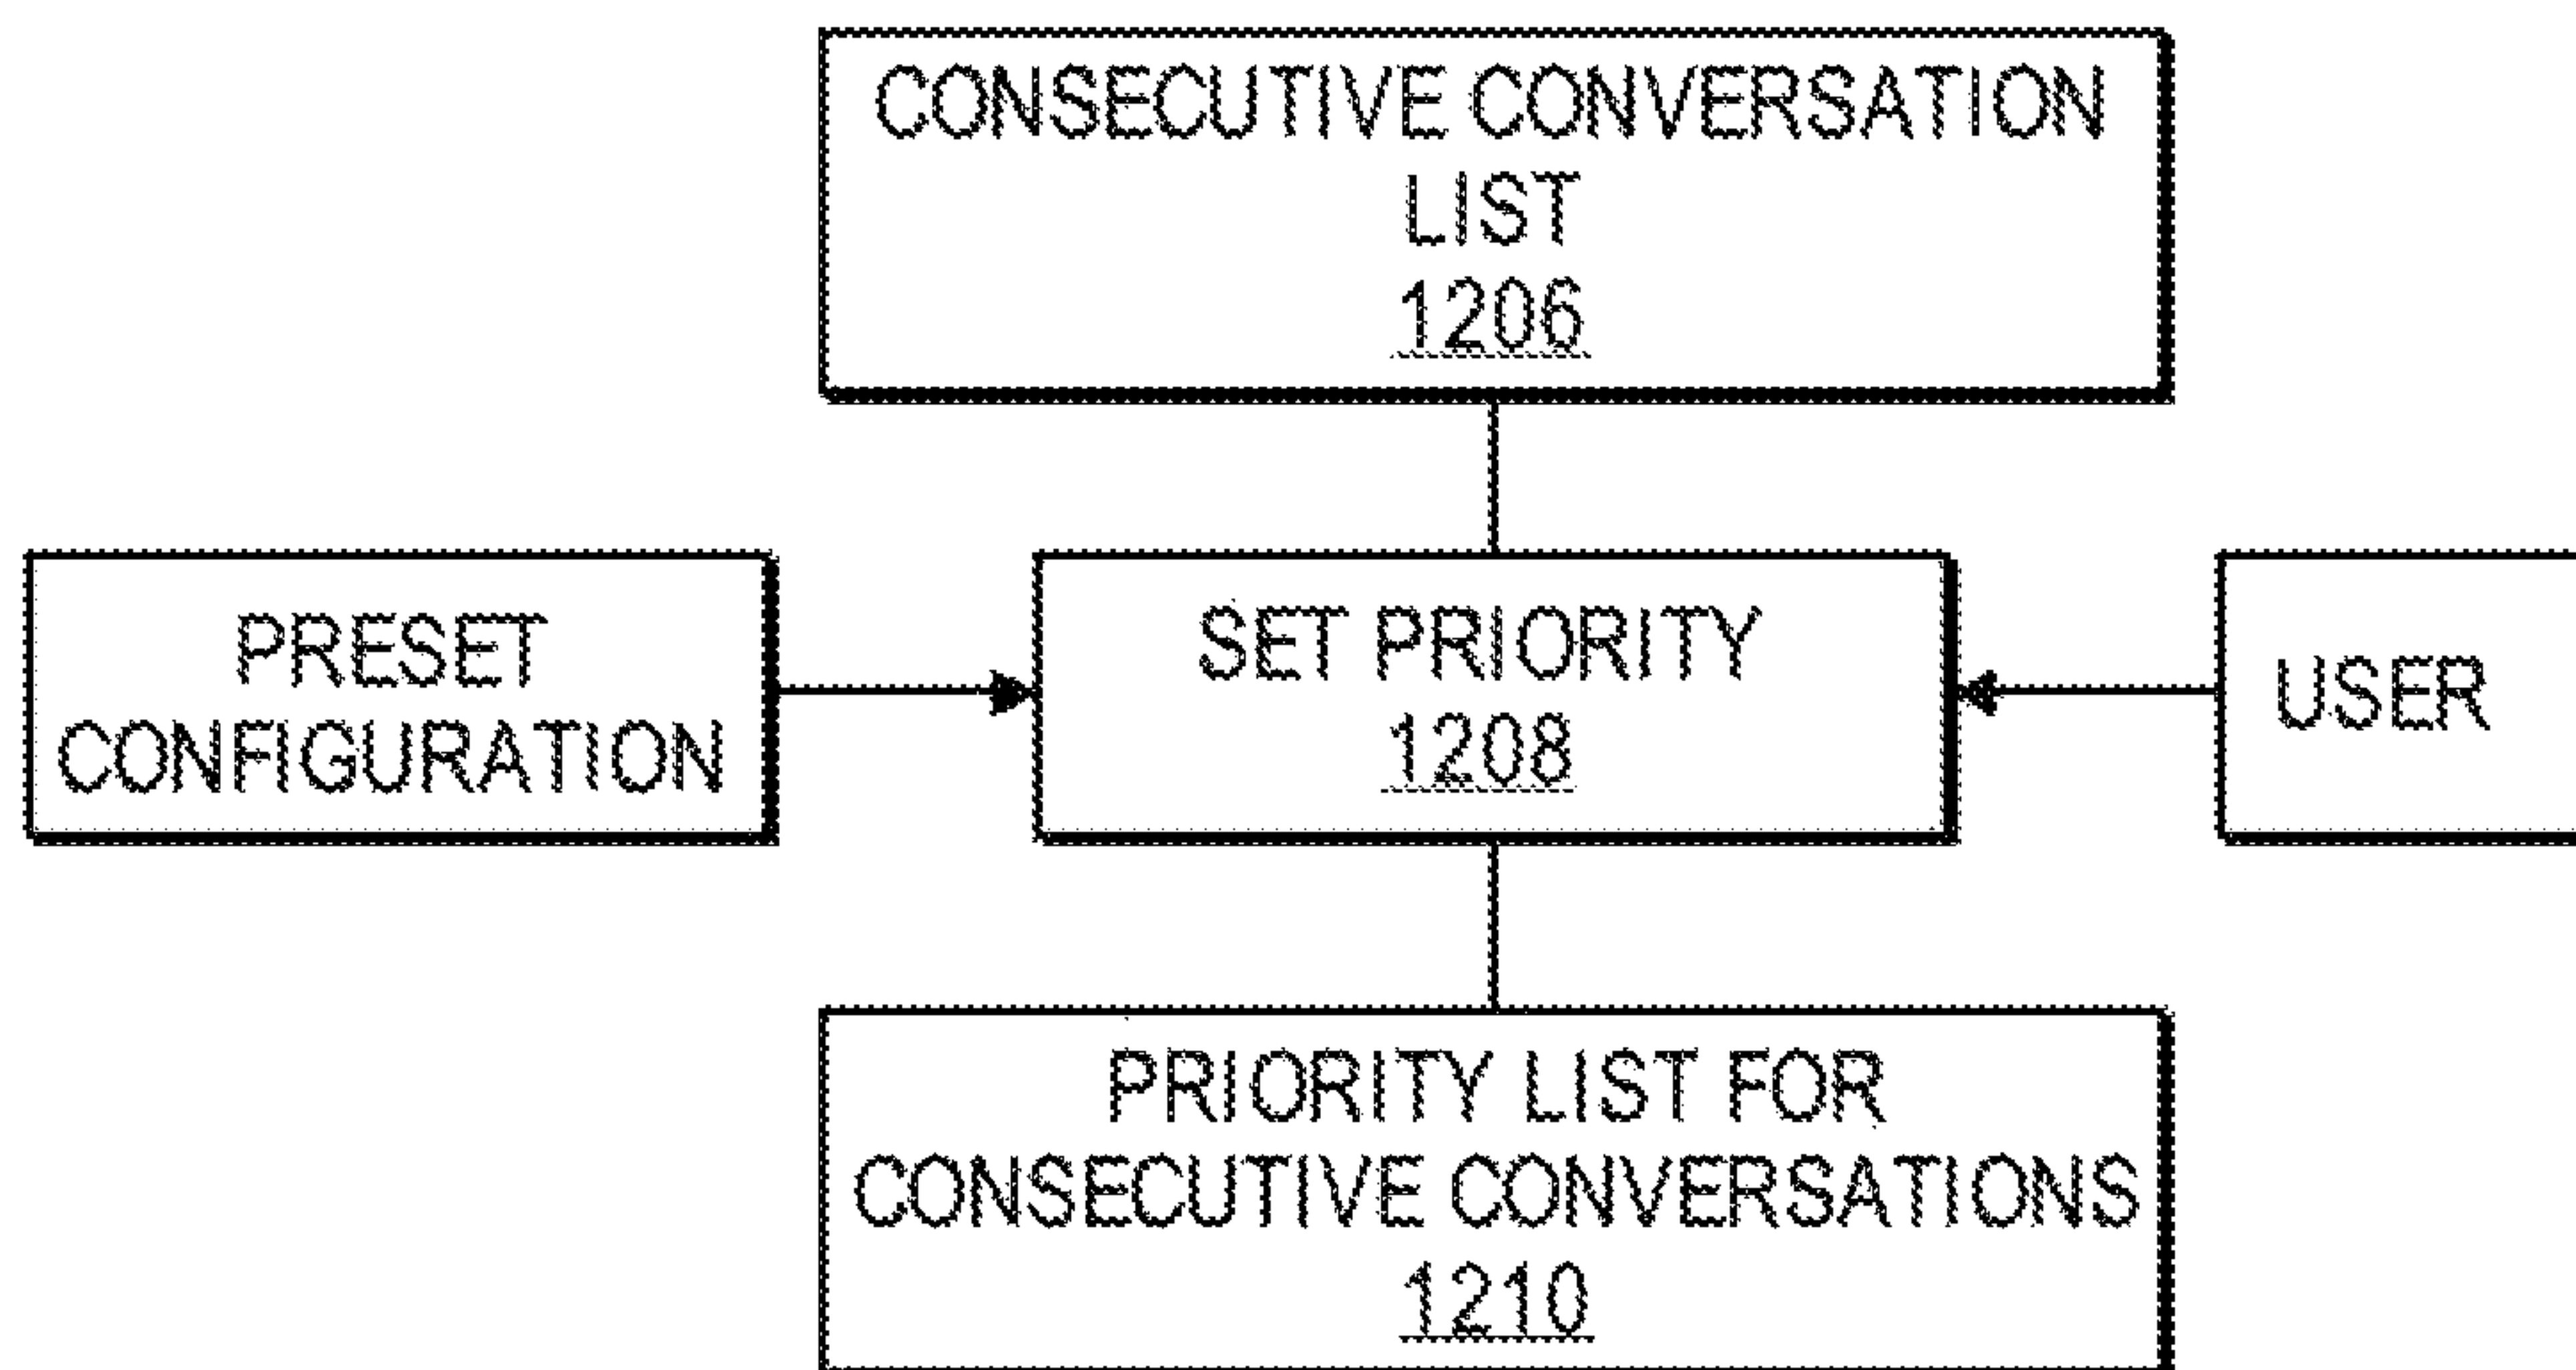 CONSECUTIVE CONVERSATION
LIST
1206
PRESET
CONFIGURATION
SET PRIORITY
1208
USER
PRIORITY LIST FOR
CONSECUTIVE CONVERSATIONS
1210